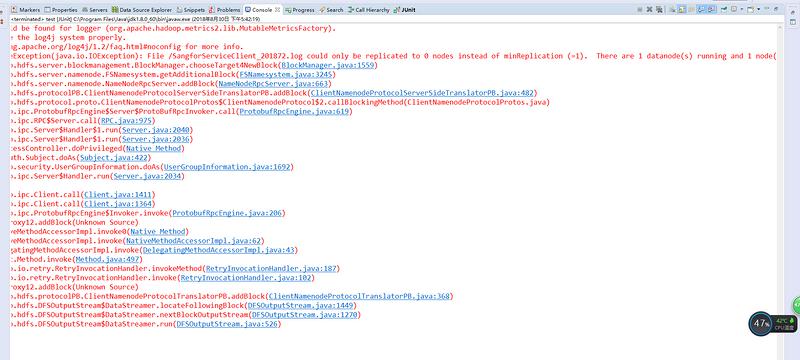 Markers Properties Servers Data Source Explorer Snippets Problems Console Progress Search Call Hierarchy JUnit
<terminated> test [JUnit] C:\Program Files\Java\jdk1.8.0_60\bin\javaw.exe (2018年8月30日 下午5:42:19)
d be found for logger (org.apache.hadoop.metrics2.lib.MutableMetricsFactory).
e the log4j system properly.
ng.apache.org/log4j/1.2/faq.html#noconfig for more info.
xception(java.io.IOException): File /SangforServiceClient_201872.log could only be replicated to 0 nodes instead of minReplication (=1).  There are 1 datanode(s) running and 1 node(
.hdfs.server.blockmanagement.BlockManager.chooseTarget4NewBlock(BlockManager.java:1559)
.hdfs.server.namenode.FSNamesystem.getAdditionalBlock(FSNamesystem.java:3245)
.hdfs.server.namenode.NameNodeRpcServer.addBlock(NameNodeRpcServer.java:663)
.hdfs.protocolPB.ClientNamenodeProtocolServerSideTranslatorPB.addBlock(ClientNamenodeProtocolServerSideTranslatorPB.java:482)
.hdfs.protocol.proto.ClientNamenodeProtocolProtos$ClientNamenodeProtocol$2.callBlockingMethod(ClientNamenodeProtocolProtos.java)
.ipc.ProtobufRpcEngine$Server$ProtoBufRpcInvoker.call(ProtobufRpcEngine.java:619)
.ipc.RPC$Server.call(RPC.java:975)
.ipc.Server$Handler$1.run(Server.java:2040)
.ipc.Server$Handler$1.run(Server.java:2036)
cessController.doPrivileged(Native Method)
ath.Subject.doAs(Subject.java:422)
.security.UserGroupInformation.doAs(UserGroupInformation.java:1692)
.ipc.Server$Handler.run(Server.java:2034)
.ipc.Client.call(Client.java:1411)
.ipc.Client.call(Client.java:1364)
.ipc.ProtobufRpcEngine$Invoker.invoke(ProtobufRpcEngine.java:206)
roxy12.addBlock(Unknown Source)
veMethodAccessorImpl.invoke0(Native Method)
veMethodAccessorImpl.invoke(NativeMethodAccessorImpl.java:62)
egatingMethodAccessorImpl.invoke(DelegatingMethodAccessorImpl.java:43)
t.Method.invoke(Method.java:497)
.io.retry.RetryInvocationHandler.invokeMethod(RetryInvocationHandler.java:187)
.io.retry.RetryInvocationHandler.invoke(RetryInvocationHandler.java:102)
roxy12.addBlock(Unknown Source)
.hdfs.protocolPB.ClientNamenodeProtocolTranslatorPB.addBlock(ClientNamenodeProtocolTranslatorPB.java:368)
.hdfs.DFSOutputStream$DataStreamer.locateFollowingBlock(DFSOutputStream.java:1449)
.hdfs.DFSOutputStream$DataStreamer.nextBlockOutputStream(DFSOutputStream.java:1270)
.hdfs.DFSOutputStream$DataStreamer.run(DFSOutputStream.java:526)
47% 42℃
CPU温度